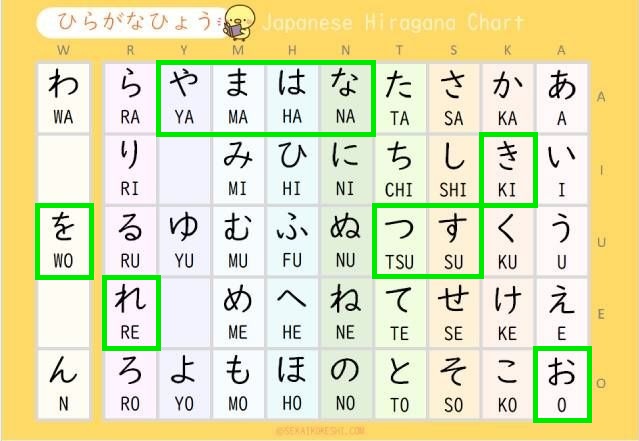 ひらがなひょう Japanese Hiragana Chart
W R Y M H N T S K A
わ ら や ま は な た さ か あ A
WA RA YA MA HA NA TA SA KA A
り み ひ に ち し き い I
RI MI HI NI CHI SHI KI I
を る ゆ む ふ ぬ つ す く う U
WO RU YU MU FU NU TSU SU KU U
れ め へ ね て せ け え E
RE ME HE NE TE SE KE E
ん ろ よ も ほ の と そ こ お O
N RO YO MO HO NO TO SO KO O
@SEKAIKOKESHI.COM